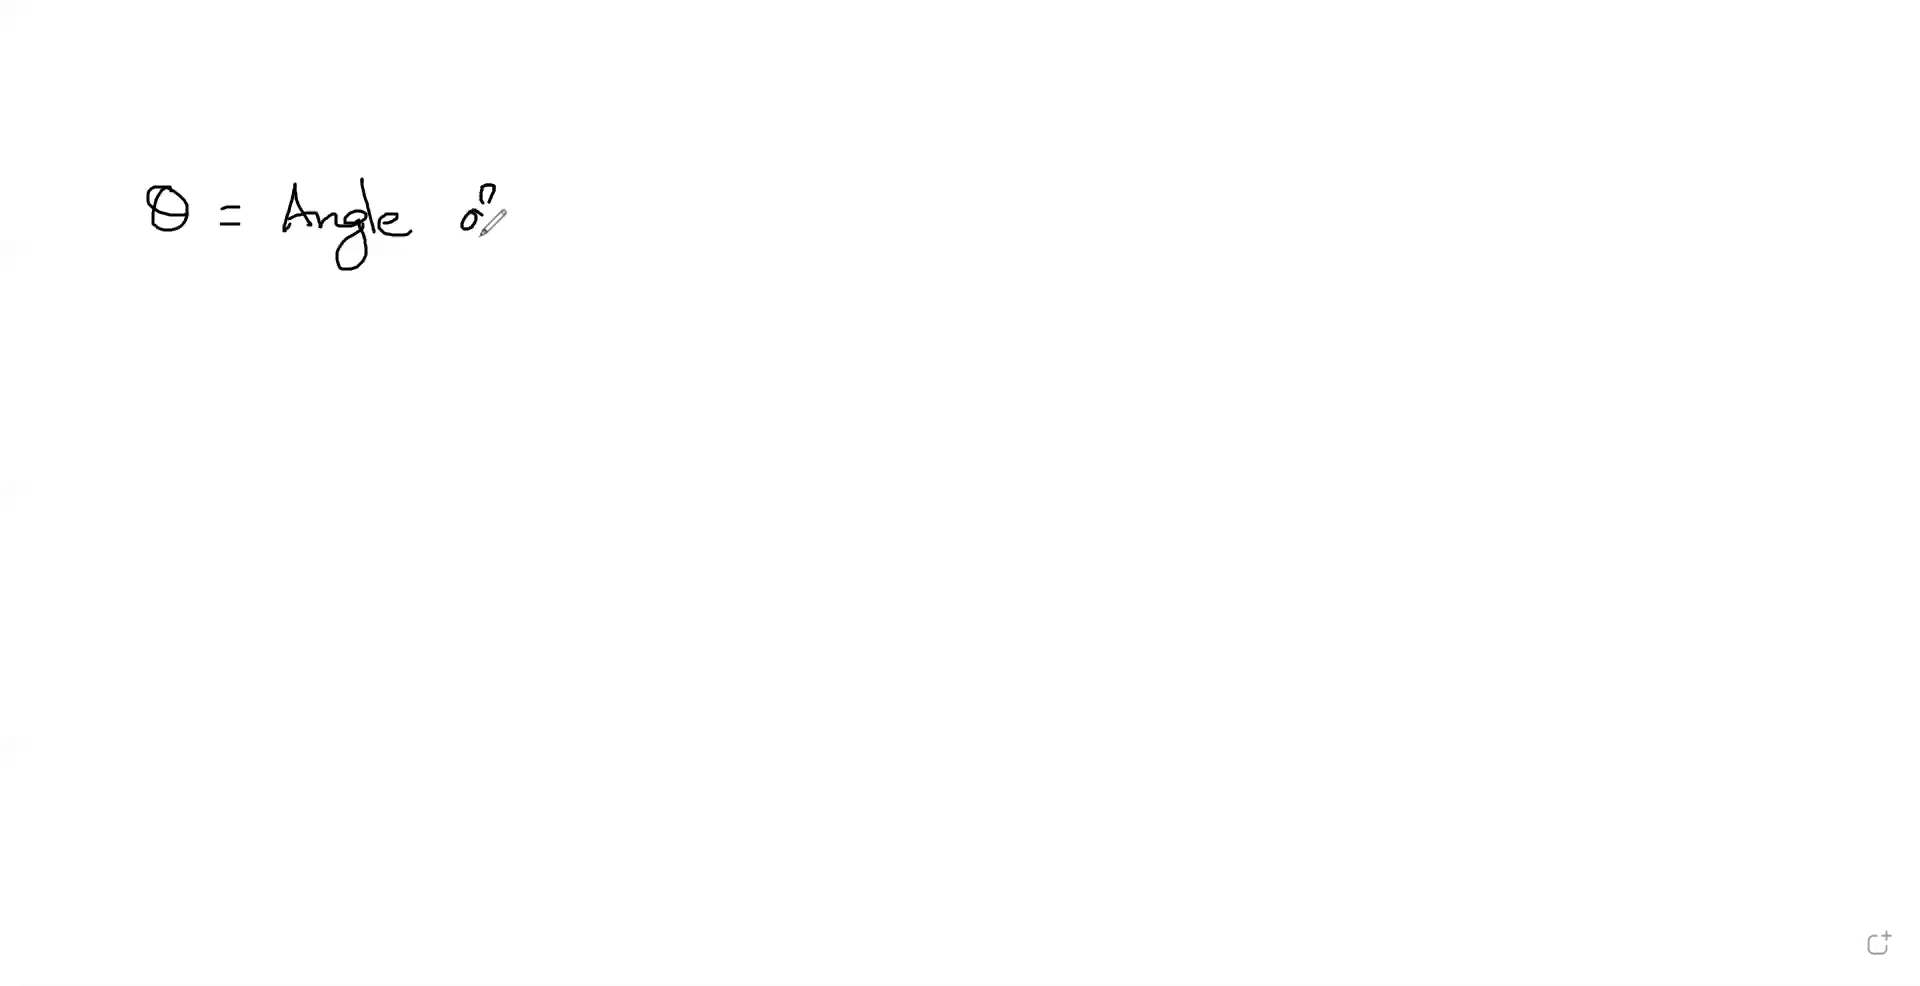 θ = Angle o